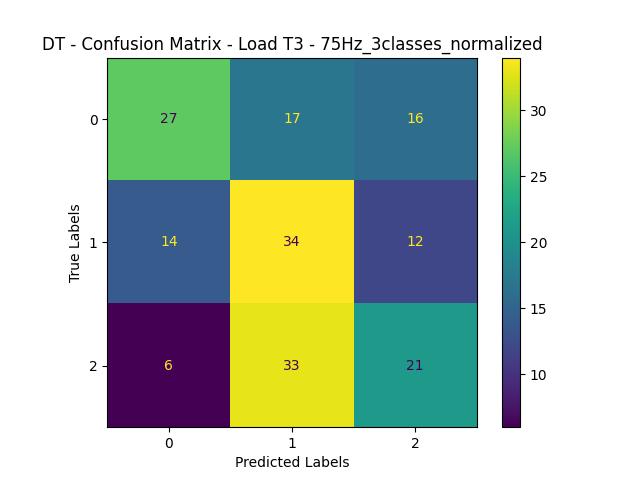 DT - Confusion Matrix - Load T3 - 75Hz_3classes_normalized
0 27 17 16
1 14 34 12
2 6 33 21
0 1 2
Predicted Labels
True Labels
30
25
20
15
10